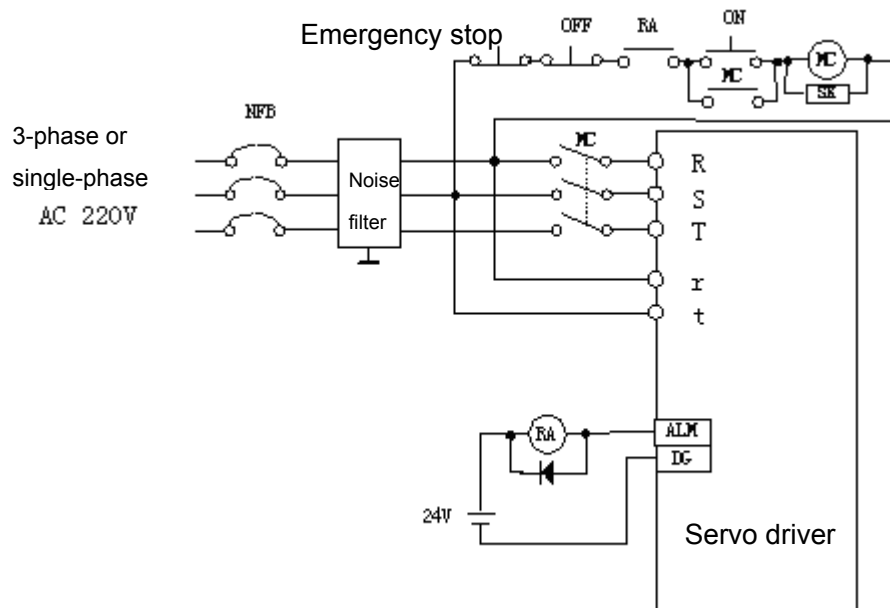 Emergency stop
OFF
RA
ON
MC
MC
SK
NFB
3-phase or
single-phase
AC 220V
Noise
filter
MC
R
S
T
r
t
RA
ALM
DG
24V
Servo driver